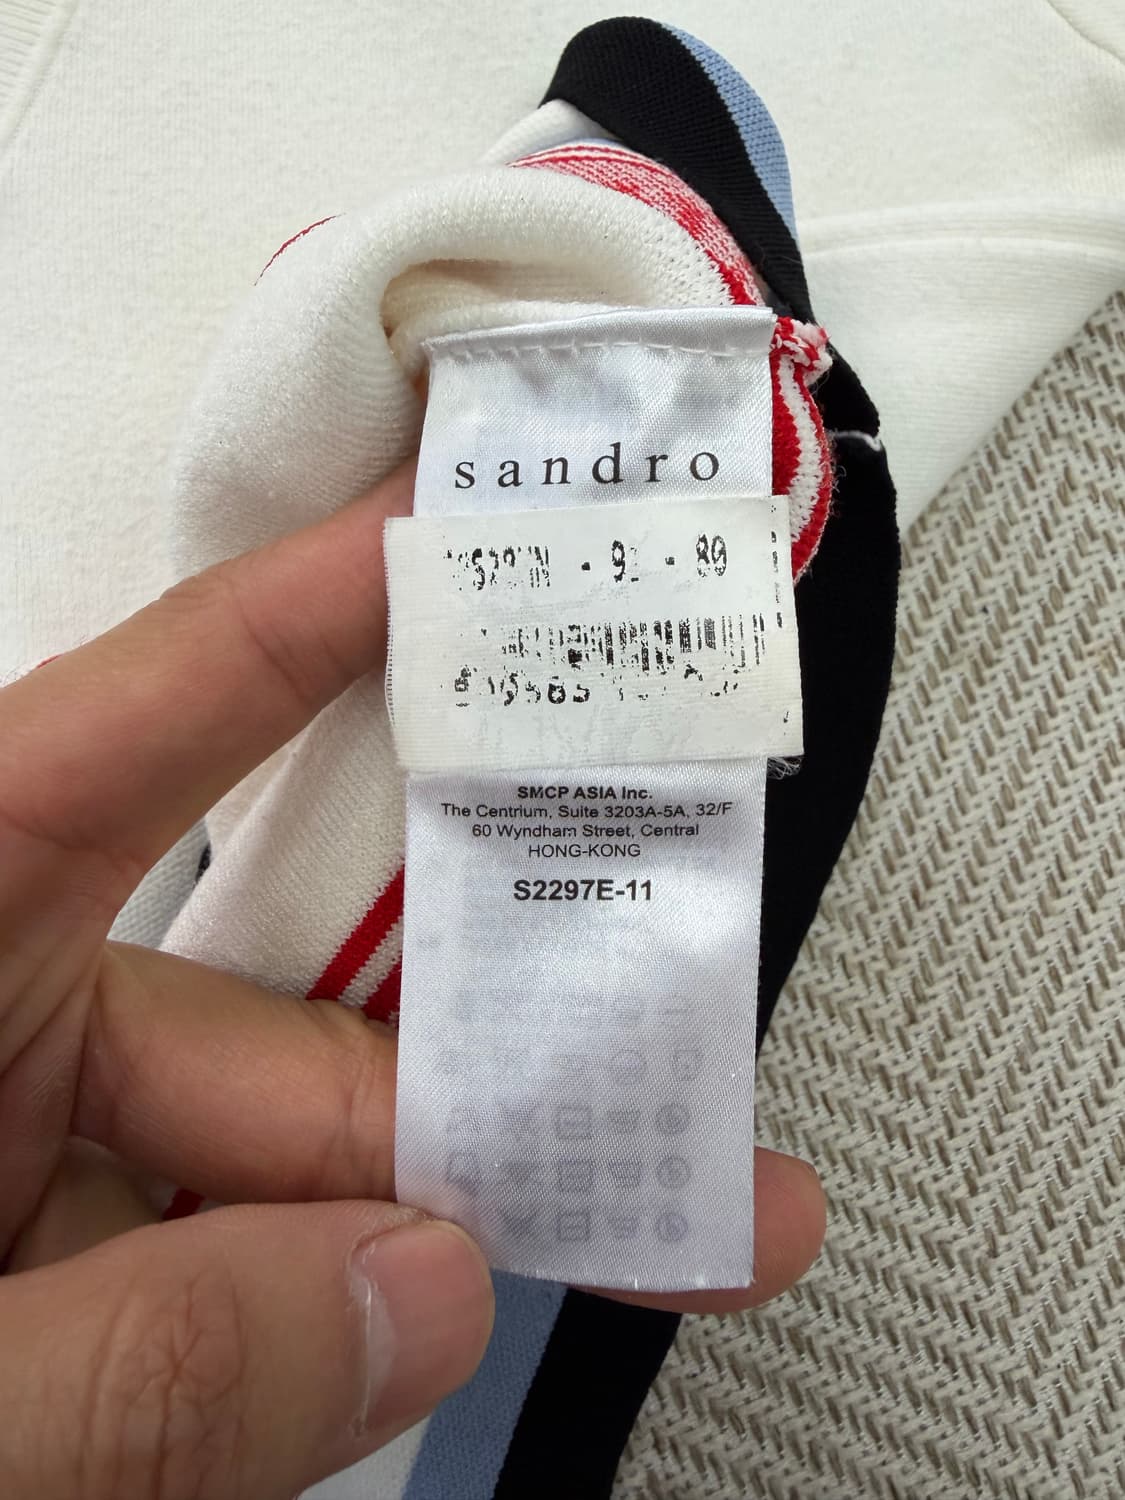 sandro
SMCP ASIA Inc.
The Centrium, Suite 3203A-5A, 32/F
60 Wyndham Street, Central
HONG-KONG
S2297E-11